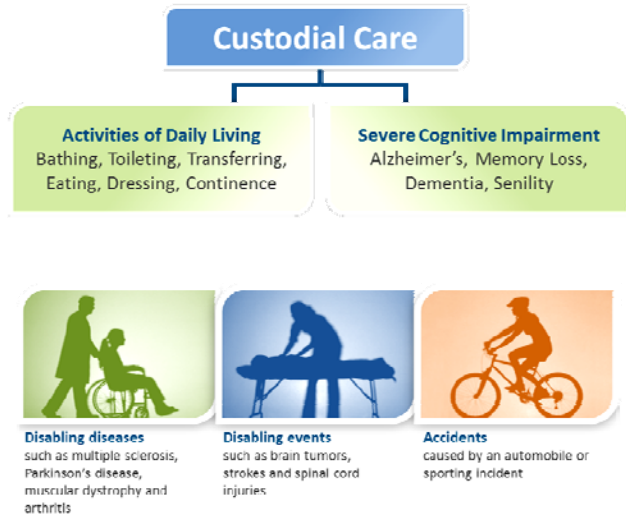 Custodial Care
Activities of Daily Living
Bathing, Toileting, Transferring,
Eating, Dressing, Continence
Severe Cognitive Impairment
Alzheimer's, Memory Loss,
Dementia, Senility
Disabling diseases
such as multiple sclerosis,
Parkinson's disease,
muscular dystrophy and
arthritis
Disabling events
such as brain tumors,
strokes and spinal cord
injuries
Accidents
caused by an automobile or
sporting incident